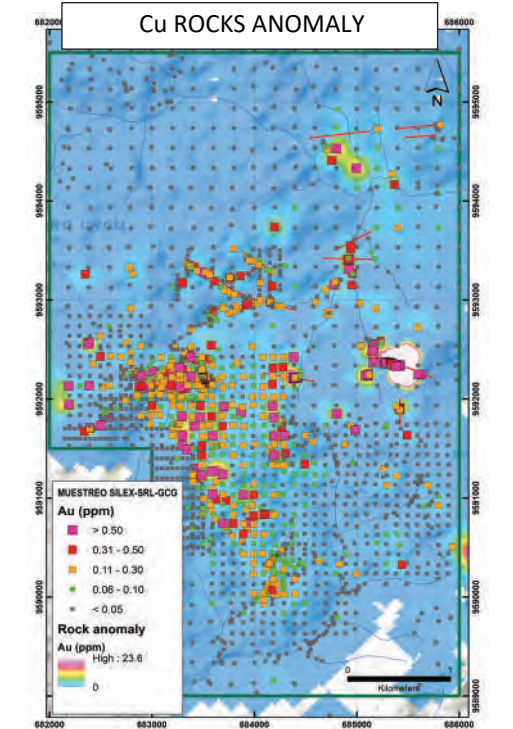 Cu ROCKS ANOMALY
682000
686000
N
9595000
9595000
9594000
9594000
9593000
9593000
9592000
9592000
9591000
9591000
9590000
9590000
9589000
MUESTREO SILEX-SRL-GCG
Au (ppm)
> 0.50
0.31 - 0.50
0.11 - 0.30
0.06 - 0.10
< 0.05
Rock anomaly
Au (ppm)
High : 23.6
0
0
Kilometers
682000 683000 684000 685000 686000